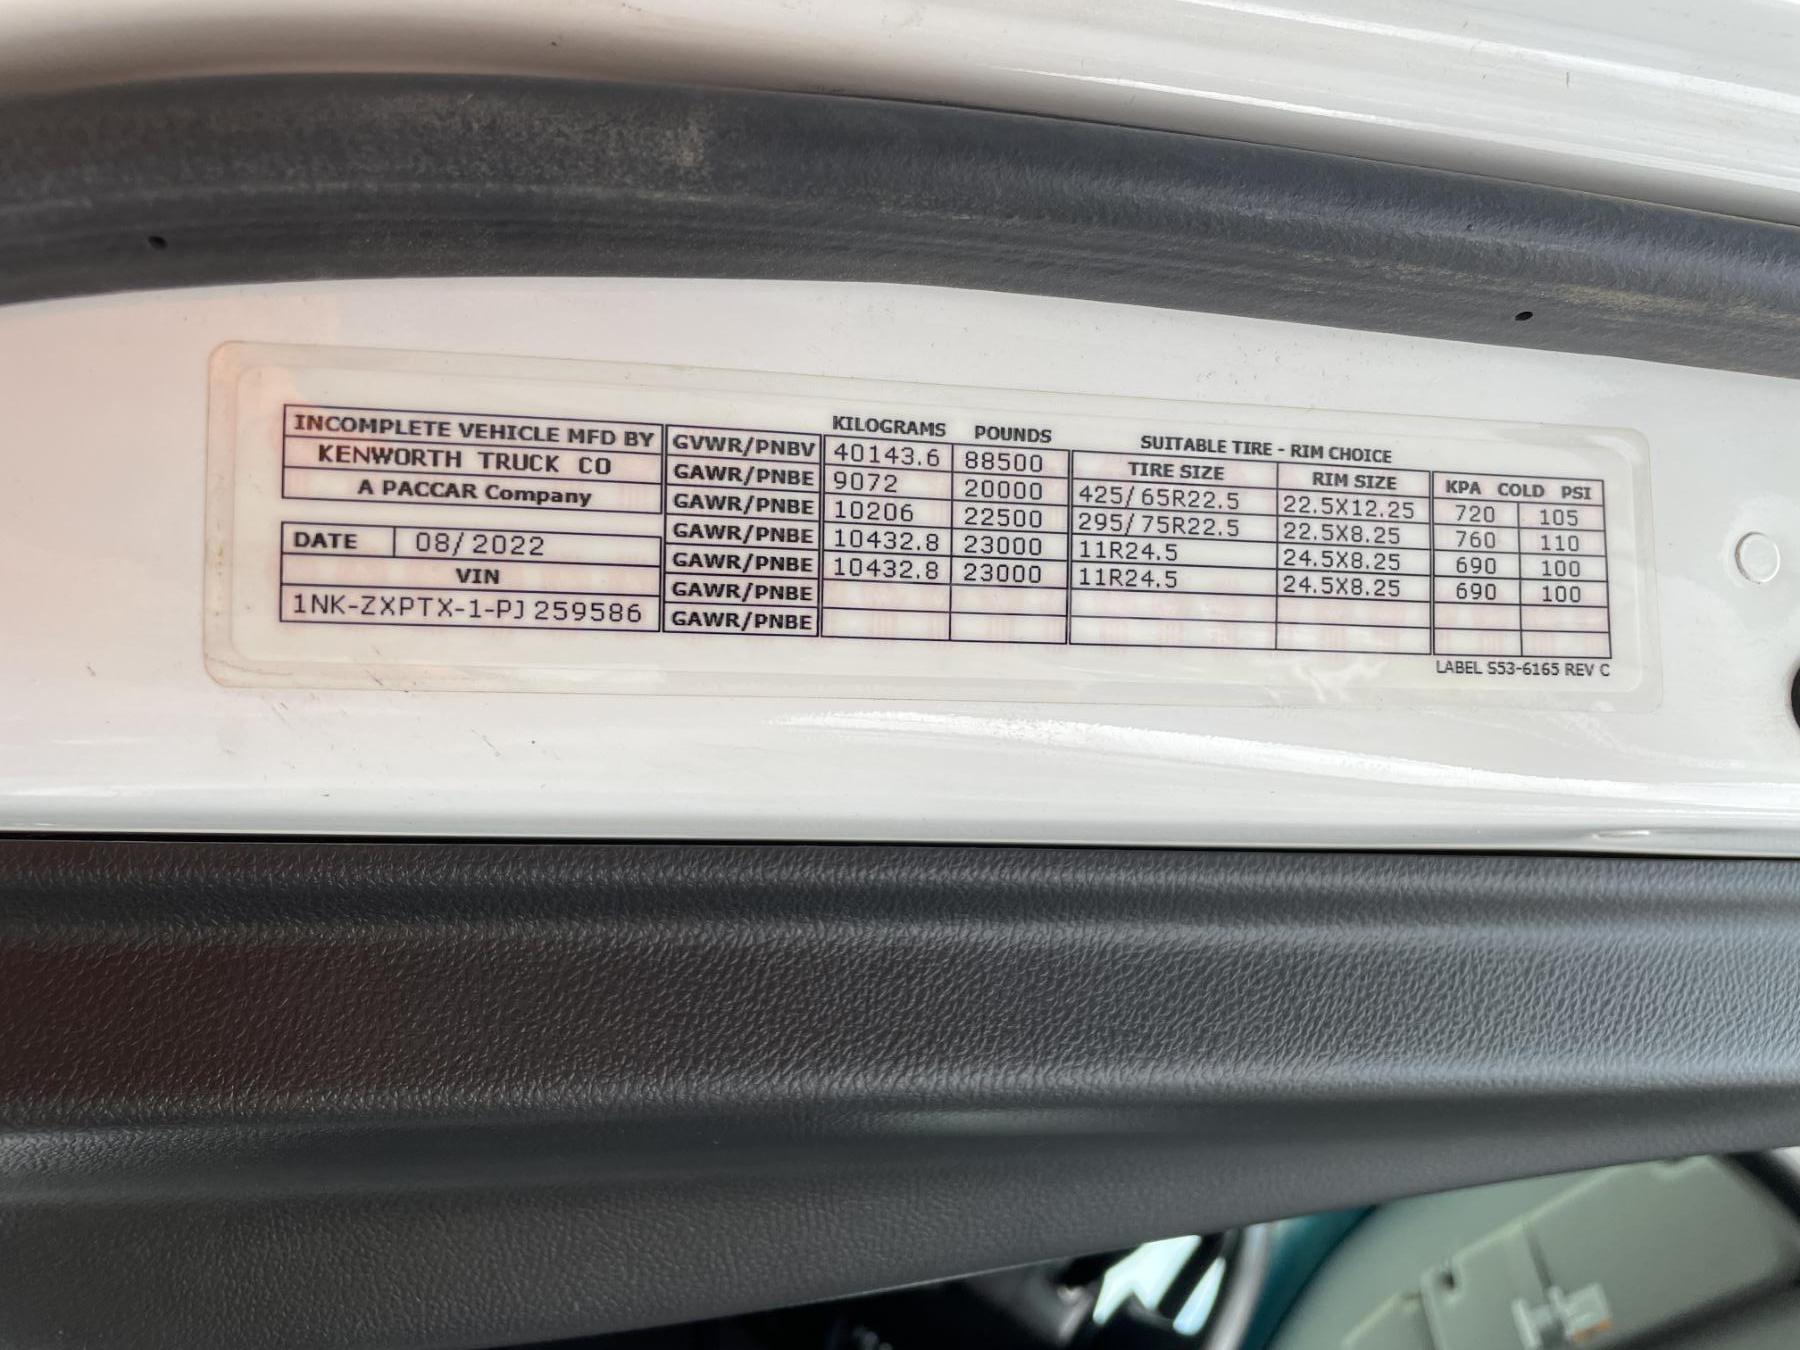 INCOMPLETE VEHICLE MFD BY
KENWORTH TRUCK CO
A PACCAR Company
DATE 08/2022
VIN
1NK-ZXPTX-1-PJ259586
KILOGRAMS POUNDS
GVWR/PNBV 40143.6 88500
SUITABLE TIRE - RIM CHOICE
TIRE SIZE RIM SIZE KPA COLD PSI
GAWR/PNBE 9072 20000 425/65R22.5 22.5X12.25 720 105
GAWR/PNBE 10206 22500 295/75R22.5 22.5X8.25 760 110
GAWR/PNBE 10432.8 23000 11R24.5 24.5X8.25 690 100
GAWR/PNBE 10432.8 23000 11R24.5 24.5X8.25 690 100
GAWR/PNBE
GAWR/PNBE
LABEL S53-6165 REV C